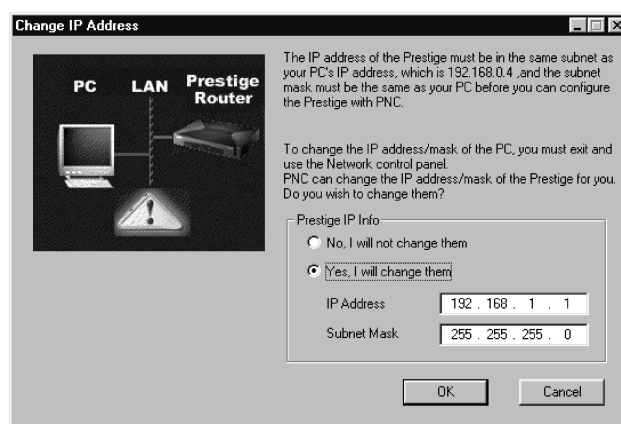 Change IP Address
PC LAN Prestige
Router
The IP address of the Prestige must be in the same subnet as
your PC's IP address, which is 192.168.0.4 ,and the subnet
mask must be the same as your PC before you can configure
the Prestige with PNC.
To change the IP address/mask of the PC, you must exit and
use the Network control panel.
PNC can change the IP address/mask of the Prestige for you.
Do you wish to change them?
Prestige IP Info
No, I will not change them
Yes, I will change them
IP Address 192 . 168 . 1 . 1
Subnet Mask 255 . 255 . 255 . 0
OK Cancel